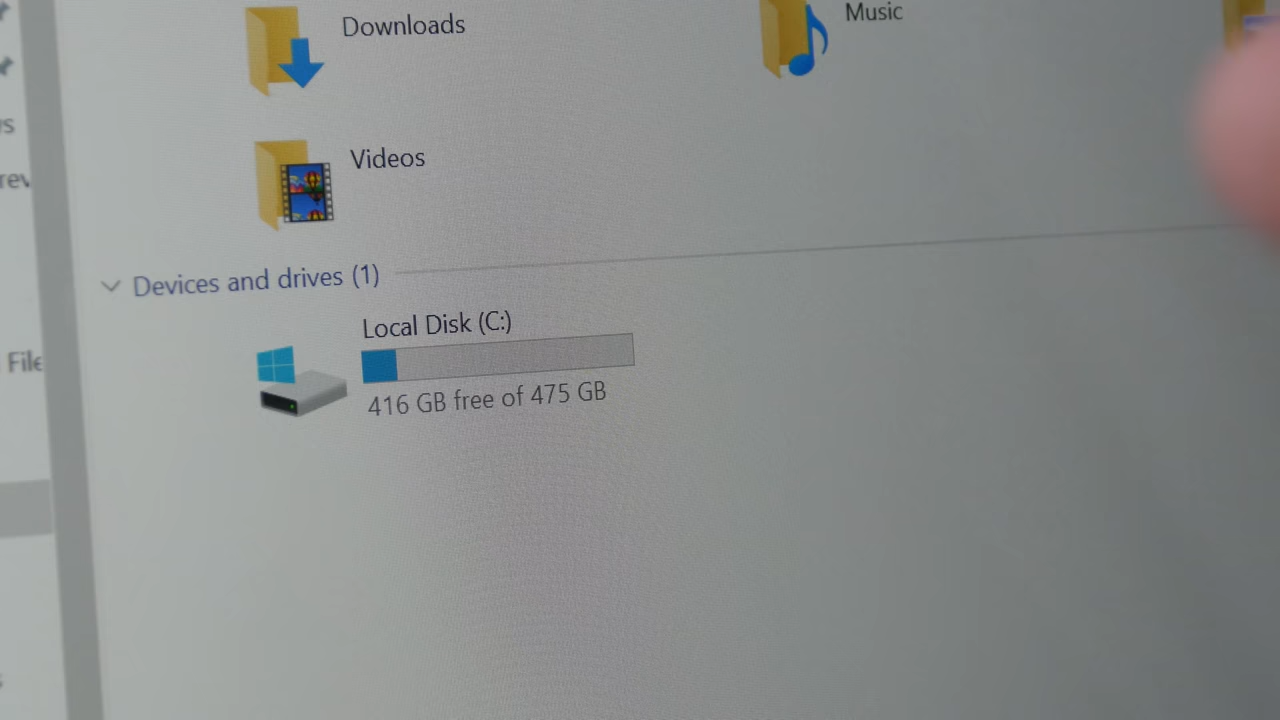 Downloads
Music
Videos
Devices and drives (1)
Local Disk (C:)
416 GB free of 475 GB
File